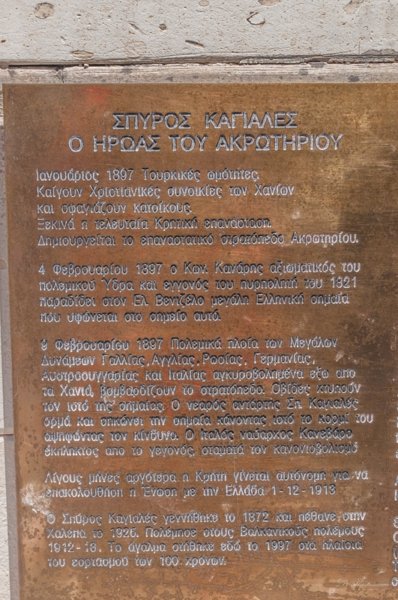 ΣΠΥΡΟΣ ΚΑΓΙΑΛΕΣ
Ο ΗΡΩΑΣ ΤΟΥ ΑΚΡΩΤΗΡΙΟΥ
Ιανουάριος 1897 Τουρκικές ωμότητες.
Καίγουν Χριστιανικές συνοικίες των Χανίων
και σφαγιάζουν κατοίκους.
Ξεκινά η τελευταία Κρητική επανάσταση.
Δημιουργείται το επαναστατικό στρατόπεδο Ακρωτηρίου.
4 Φεβρουαρίου 1897 ο Κων. Κανάρης αξιωματικός του
πολεμικού Ύδρα και εγγονός του πυρπολητή του 1821
παραδίδει στον Ελ. Βενιζέλο μεγάλη Ελληνική σημαία
που υψώνεται στο σημείο αυτό.
Φεβρουαρίου 1897 Πολεμικά πλοία των Μεγάλων
Δυνάμεων Γαλλίας, Αγγλίας, Ρωσίας, Γερμανίας,
Αυστροουγγαρίας και Ιταλίας αγκυροβολημένα έξω απο
τα Χανιά, βομβαρδίζουν το στρατόπεδο. Οβίδες κτυπούν
τον ιστό της σημαίας. Ο νεαρός αντάρτης Σπ. Καγιαλές
ορμά και σηκώνει την σημαία κάνοντας ιστό το κορμί του
αψηφώντας τον κίνδυνο. Ο Ιταλός ναύαρχος Κανεβάρο
έκπληκτος απο το γεγονός, σταματά τον κανονιοβολισμό.
Λίγους μήνες αργότερα η Κρήτη γίνεται αυτόνομη για να
επακολουθήση η Ένωση με την Ελλάδα 1-12-1913
Ο Σπύρος Καγιαλές γεννήθηκε το 1872 και πέθανε στην
Χαλέπα το 1926. Πολέμησε στους Βαλκανικούς πολέμους
1912-13. Το άγαλμα στήθηκε εδώ το 1997 στα πλαίσια
του εορτασμού των 100 χρόνων.